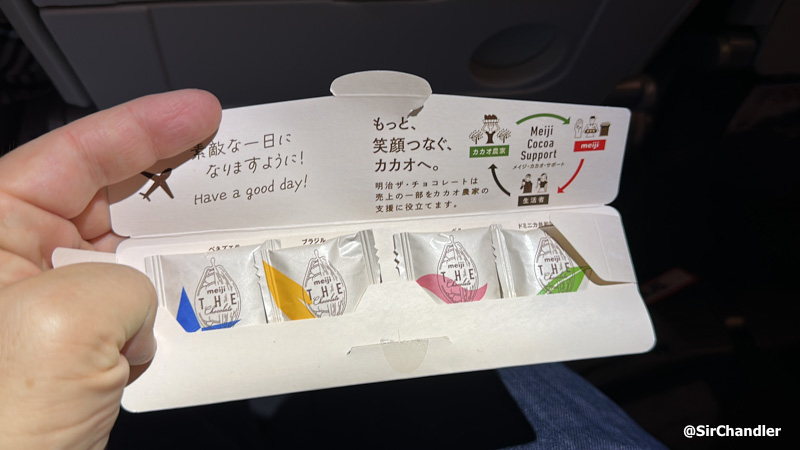 素敵な一日に
なりますように!
Have a good day!
もっと、
笑顔つなぐ、
カカオへ。
明治ザ・チョコレートは
売上の一部をカカオ農家の
支援に役立てます。
Meiji
Cocoa
Support
メイジ・カカオ・サポート
カカオ農家
meiji
生活者
ベネズエラ
ブラジル
ペルー
ドミニカ共和国
meiji
THE
Chocolate
meiji
THE
Chocolate
meiji
THE
Chocolate
meiji
THE
Chocolate
@SirChandler